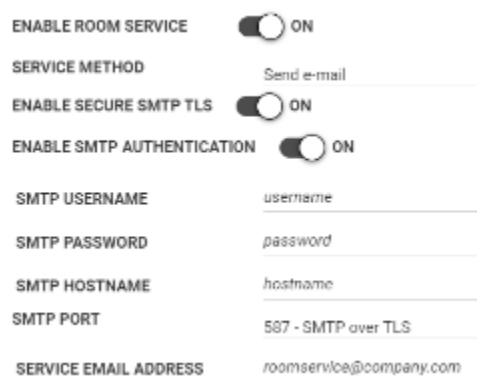 ENABLE ROOM SERVICE ON
SERVICE METHOD Send e-mail
ENABLE SECURE SMTP TLS ON
ENABLE SMTP AUTHENTICATION ON
SMTP USERNAME username
SMTP PASSWORD password
SMTP HOSTNAME hostname
SMTP PORT 587 - SMTP over TLS
SERVICE EMAIL ADDRESS roomservice@company.com